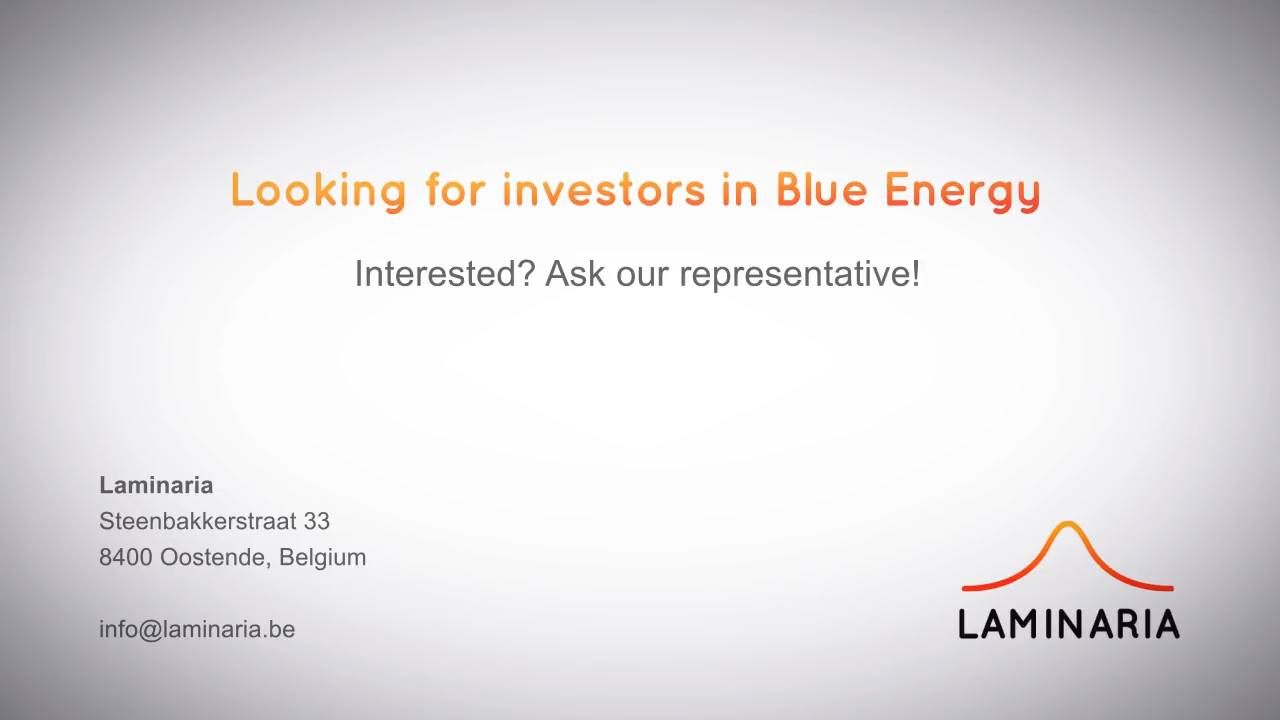 Looking for investors in Blue Energy
Interested? Ask our representative!
Laminaria
Steenbakkerstraat 33
8400 Oostende, Belgium
info@laminaria.be
LAMINARIA